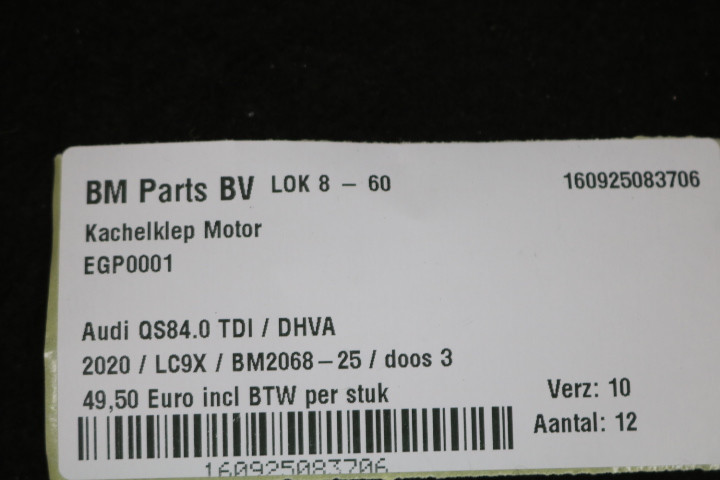 BM Parts BV LOK 8 - 60 160925083706
Kachelklep Motor
EGP0001
Audi QS84.0 TDI / DHVA
2020 / LC9X / BM2068-25 / doos 3
49,50 Euro incl BTW per stuk
Verz: 10
Aantal: 12
160925083706